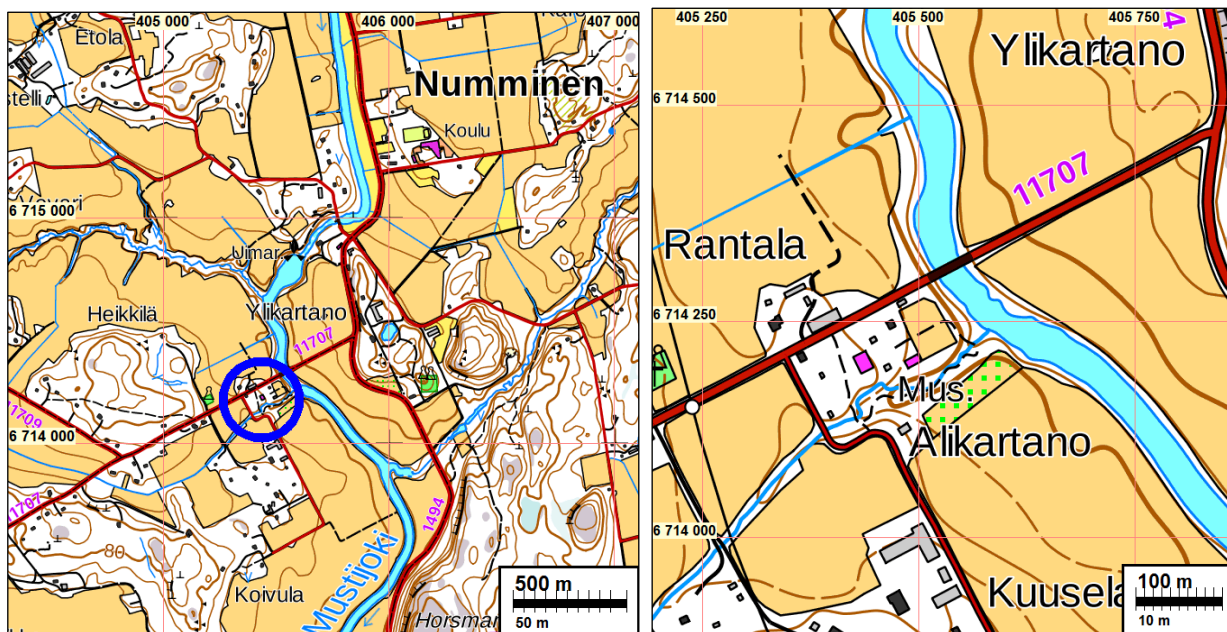 405 000
406 000
407 000
Etola
Numminen
Koulu
6 715 000
Uimar.
Heikkilä
Ylikartano
11707
11709
6 714 000
11707
1494
80
Mustijoki
Koivula
Horsmar
500 m
50 m
405 250
405 500
405 750
4
Ylikartano
6 714 500
11707
Rantala
6 714 250
Mus.
Alikartano
6 714 000
Kuusela
100 m
10 m